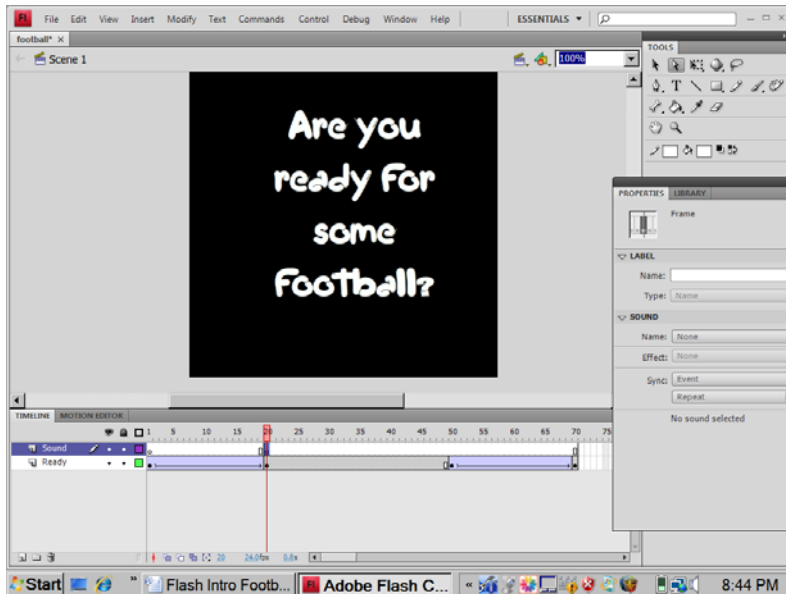 FL File Edit View Insert Modify Text Commands Control Debug Window Help ESSENTIALS
football* X
Scene 1 100%
TOOLS
Are you
ready for
some
Football?
PROPERTIES LIBRARY
Frame
LABEL
Name:
Type: Name
SOUND
Name: None
Effect: None
Sync: Event
Repeat
No sound selected
TIMELINE MOTION EDITOR
1 5 10 15 20 25 30 35 40 45 50 55 60 65 70 75
Sound
Ready
20 24.0fps 0.8s
Start Flash Intro Footb... Adobe Flash C... 8:44 PM